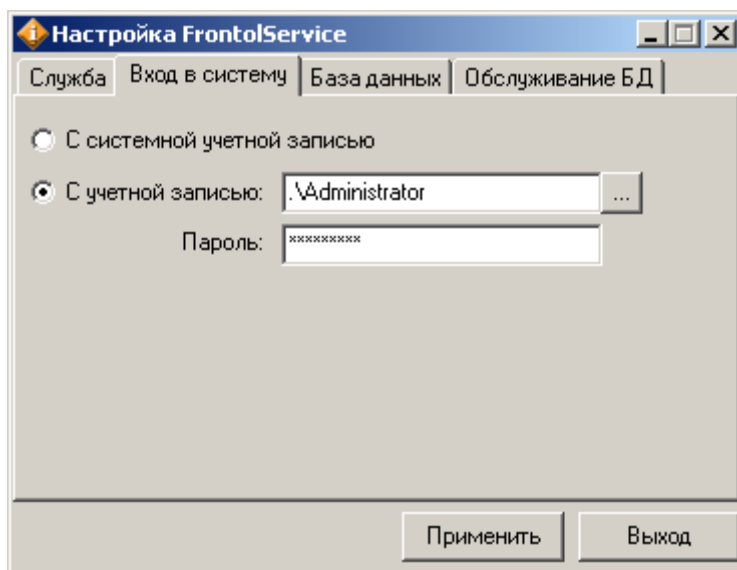 Настройка FrontolService
Служба Вход в систему База данных Обслуживание БД
С системной учетной записью
С учетной записью: .\Administrator ...
Пароль: ×××××××××
Применить Выход